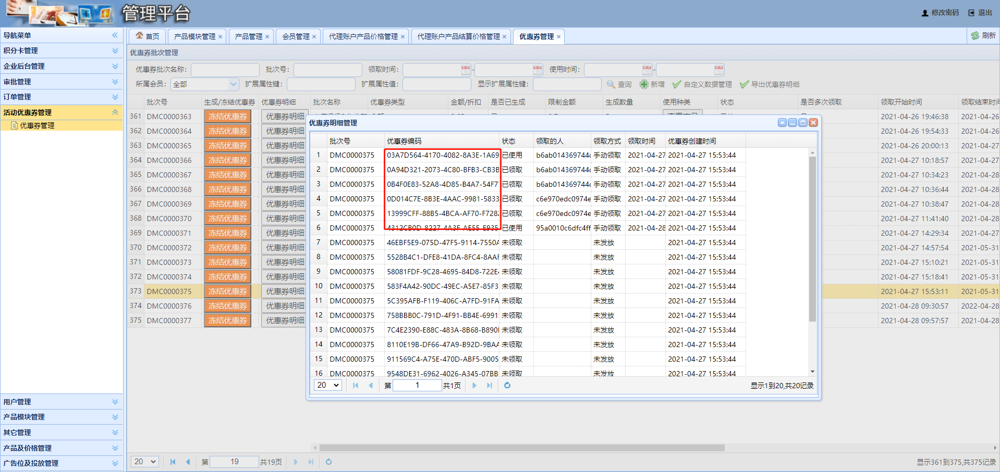 管理平台
修改密码 退出
导航菜单
积分卡管理
企业后台管理
审批管理
订单管理
活动优惠券管理
优惠券管理
用户管理
产品模块管理
其它管理
产品及价格管理
广告位及投放管理
首页 产品模块管理 产品管理 会员管理 代理账户产品价格管理 代理账户产品结算价格管理 优惠券管理 刷新
优惠券批次管理
优惠券批次名称: 批次号: 领取时间: - 使用时间: -
所属会员: 全部 扩展属性键: 扩展属性值: 显示扩展属性键: 查询 新增 自定义数据管理 导出优惠券明细
批次号 生成/冻结优惠券 优惠券明细 批次名称 优惠券类型 金额/折扣 是否已生成 限制金额 生成数量 使用种类 状态 是否多次领取 领取开始时间 领取结束时间
361 DMC0000363 冻结优惠券 优惠券明细 2021-04-26 19:46:38 2021-04-26
362 DMC0000364 冻结优惠券 优惠券明细 2021-04-26 19:54:33 2021-04-26
363 DMC0000365 冻结优惠券 优惠券明细 2021-04-26 20:00:13 2021-04-26
364 DMC0000366 冻结优惠券 优惠券明细 2021-04-27 10:18:57 2021-04-27
365 DMC0000367 冻结优惠券 优惠券明细 2021-04-27 10:34:23 2021-04-28
366 DMC0000368 冻结优惠券 优惠券明细 2021-04-27 10:36:44 2021-04-28
367 DMC0000369 冻结优惠券 优惠券明细 2021-04-27 10:38:47 2021-04-27
368 DMC0000370 冻结优惠券 优惠券明细 2021-04-27 11:41:40 2021-04-27
369 DMC0000371 冻结优惠券 优惠券明细 2021-04-27 14:29:34 2021-04-27
370 DMC0000372 冻结优惠券 优惠券明细 2021-04-27 14:57:54 2021-05-31
371 DMC0000373 冻结优惠券 优惠券明细 2021-04-27 15:10:21 2021-05-31
372 DMC0000374 冻结优惠券 优惠券明细 2021-04-27 15:18:41 2021-05-31
373 DMC0000375 冻结优惠券 优惠券明细 2021-04-27 15:53:11 2021-05-31
374 DMC0000376 冻结优惠券 优惠券明细 2021-04-28 09:30:57 2022-04-28
375 DMC0000377 冻结优惠券 优惠券明细 2021-04-28 09:57:57 2021-04-28
优惠券明细管理
批次号 优惠券编码 状态 领取的人 领取方式 领取时间 优惠券创建时间
1 DMC0000375 03A7D564-4170-4082-8A3E-1A69 已使用 b6ab014369744c 手动领取 2021-04-27 2021-04-27 15:53:44
2 DMC0000375 0A94D321-2073-4C80-BFB3-CB3B 已领取 b6ab014369744c 手动领取 2021-04-27 2021-04-27 15:53:44
3 DMC0000375 0B4F0E83-52A8-4D85-B4A7-54F7 已领取 b6ab014369744c 手动领取 2021-04-27 2021-04-27 15:53:44
4 DMC0000375 0D014C7E-8B3E-4AAC-9981-5833 已领取 c6e970edc0974e 手动领取 2021-04-27 2021-04-27 15:53:44
5 DMC0000375 13999CFF-88B5-4BCA-AF70-F728 已领取 c6e970edc0974e 手动领取 2021-04-27 2021-04-27 15:53:44
6 DMC0000375 4312CB0D-8227-4A3F-AE55-F935 已使用 95a0010c6dfc4ff 手动领取 2021-04-28 2021-04-27 15:53:44
7 DMC0000375 46EBF5E9-075D-47F5-9114-7550A 未领取 未发放 2021-04-27 15:53:44
8 DMC0000375 5528B4C1-DFE8-41DA-8FC4-8AAF 未领取 未发放 2021-04-27 15:53:44
9 DMC0000375 58081FDF-9C28-4695-84D8-722E 未领取 未发放 2021-04-27 15:53:44
10 DMC0000375 583F4A42-90DC-49EC-A5E7-85F3 未领取 未发放 2021-04-27 15:53:44
11 DMC0000375 5C395AFB-F119-406C-A7FD-91FA 未领取 未发放 2021-04-27 15:53:44
12 DMC0000375 758BBB0C-791D-4F91-BB4E-6991 未领取 未发放 2021-04-27 15:53:44
13 DMC0000375 7C4E2390-E88C-483A-8B68-B890 未领取 未发放 2021-04-27 15:53:44
14 DMC0000375 8110E19B-DF66-47A9-B92D-9BAA 未领取 未发放 2021-04-27 15:53:44
15 DMC0000375 911569C4-A75E-470D-ABF5-9005 未领取 未发放 2021-04-27 15:53:44
16 DMC0000375 9548DE31-6962-4026-A345-07BB 未领取 未发放 2021-04-27 15:53:44
20 第 1 共1页 显示1到20,共20记录
20 第 19 共19页 显示361到375,共375记录